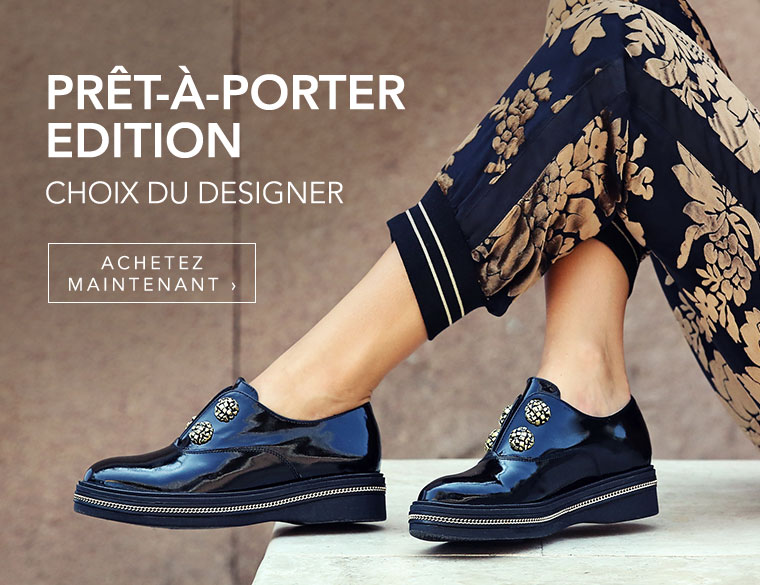 PRÊT-À-PORTER
EDITION
CHOIX DU DESIGNER
ACHETEZ
MAINTENANT ›